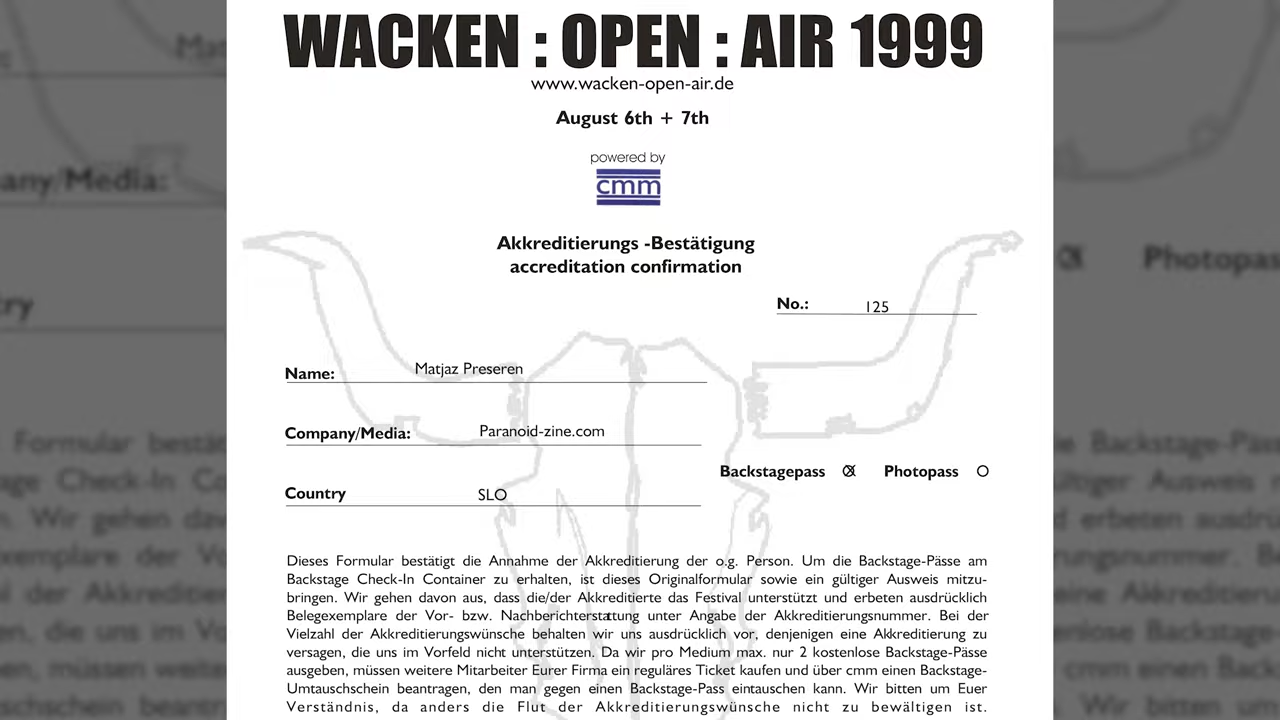 WACKEN : OPEN : AIR 1999
www.wacken-open-air.de
August 6th + 7th
powered by
cmm
Akkreditierungs -Bestätigung
accreditation confirmation
No.: 125
Name: Matjaz Preseren
Company/Media: Paranoid-zine.com
Backstagepass Photopass
Country SLO
Dieses Formular bestätigt die Annahme der Akkreditierung der o.g. Person. Um die Backstage-Pässe am
Backstage Check-In Container zu erhalten, ist dieses Originalformular sowie ein gültiger Ausweis mitzu-
bringen. Wir gehen davon aus, dass die/der Akkreditierte das Festival unterstützt und erbeten ausdrücklich
Belegexemplare der Vor- bzw. Nachberichterstattung unter Angabe der Akkreditierungsnummer. Bei der
Vielzahl der Akkreditierungswünsche behalten wir uns ausdrücklich vor, denjenigen eine Akkreditierung zu
versagen, die uns im Vorfeld nicht unterstützen. Da wir pro Medium max. nur 2 kostenlose Backstage-Pässe
ausgeben, müssen weitere Mitarbeiter Eurer Firma ein reguläres Ticket kaufen und über cmm einen Backstage-
Umtauschschein beantragen, den man gegen einen Backstage-Pass eintauschen kann. Wir bitten um Euer
Verständnis, da anders die Flut der Akkreditierungswünsche nicht zu bewältigen ist.